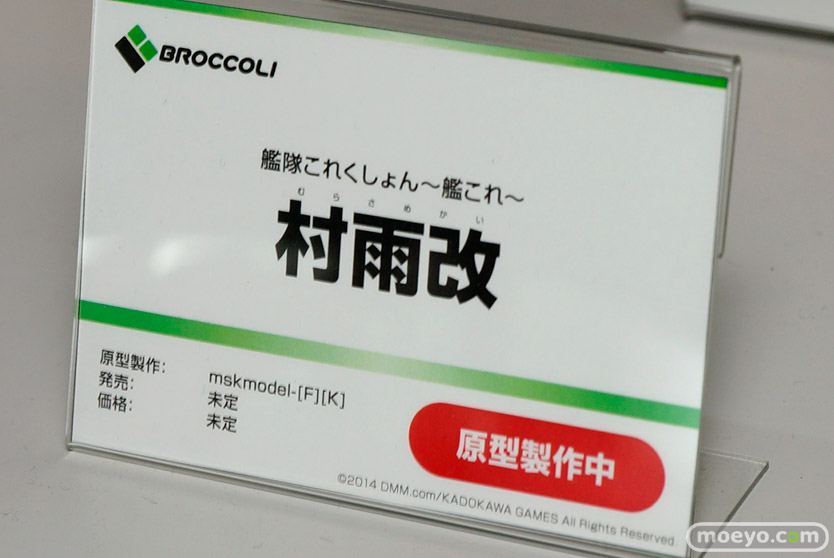 BROCCOLI
艦隊これくしょん〜艦これ〜
むらさめかい
村雨改
原型製作: mskmodel-[F][K]
発売: 未定
価格: 未定
原型製作中
©2014 DMM.com/KADOKAWA GAMES All Rights Reserved.
moeyo.com